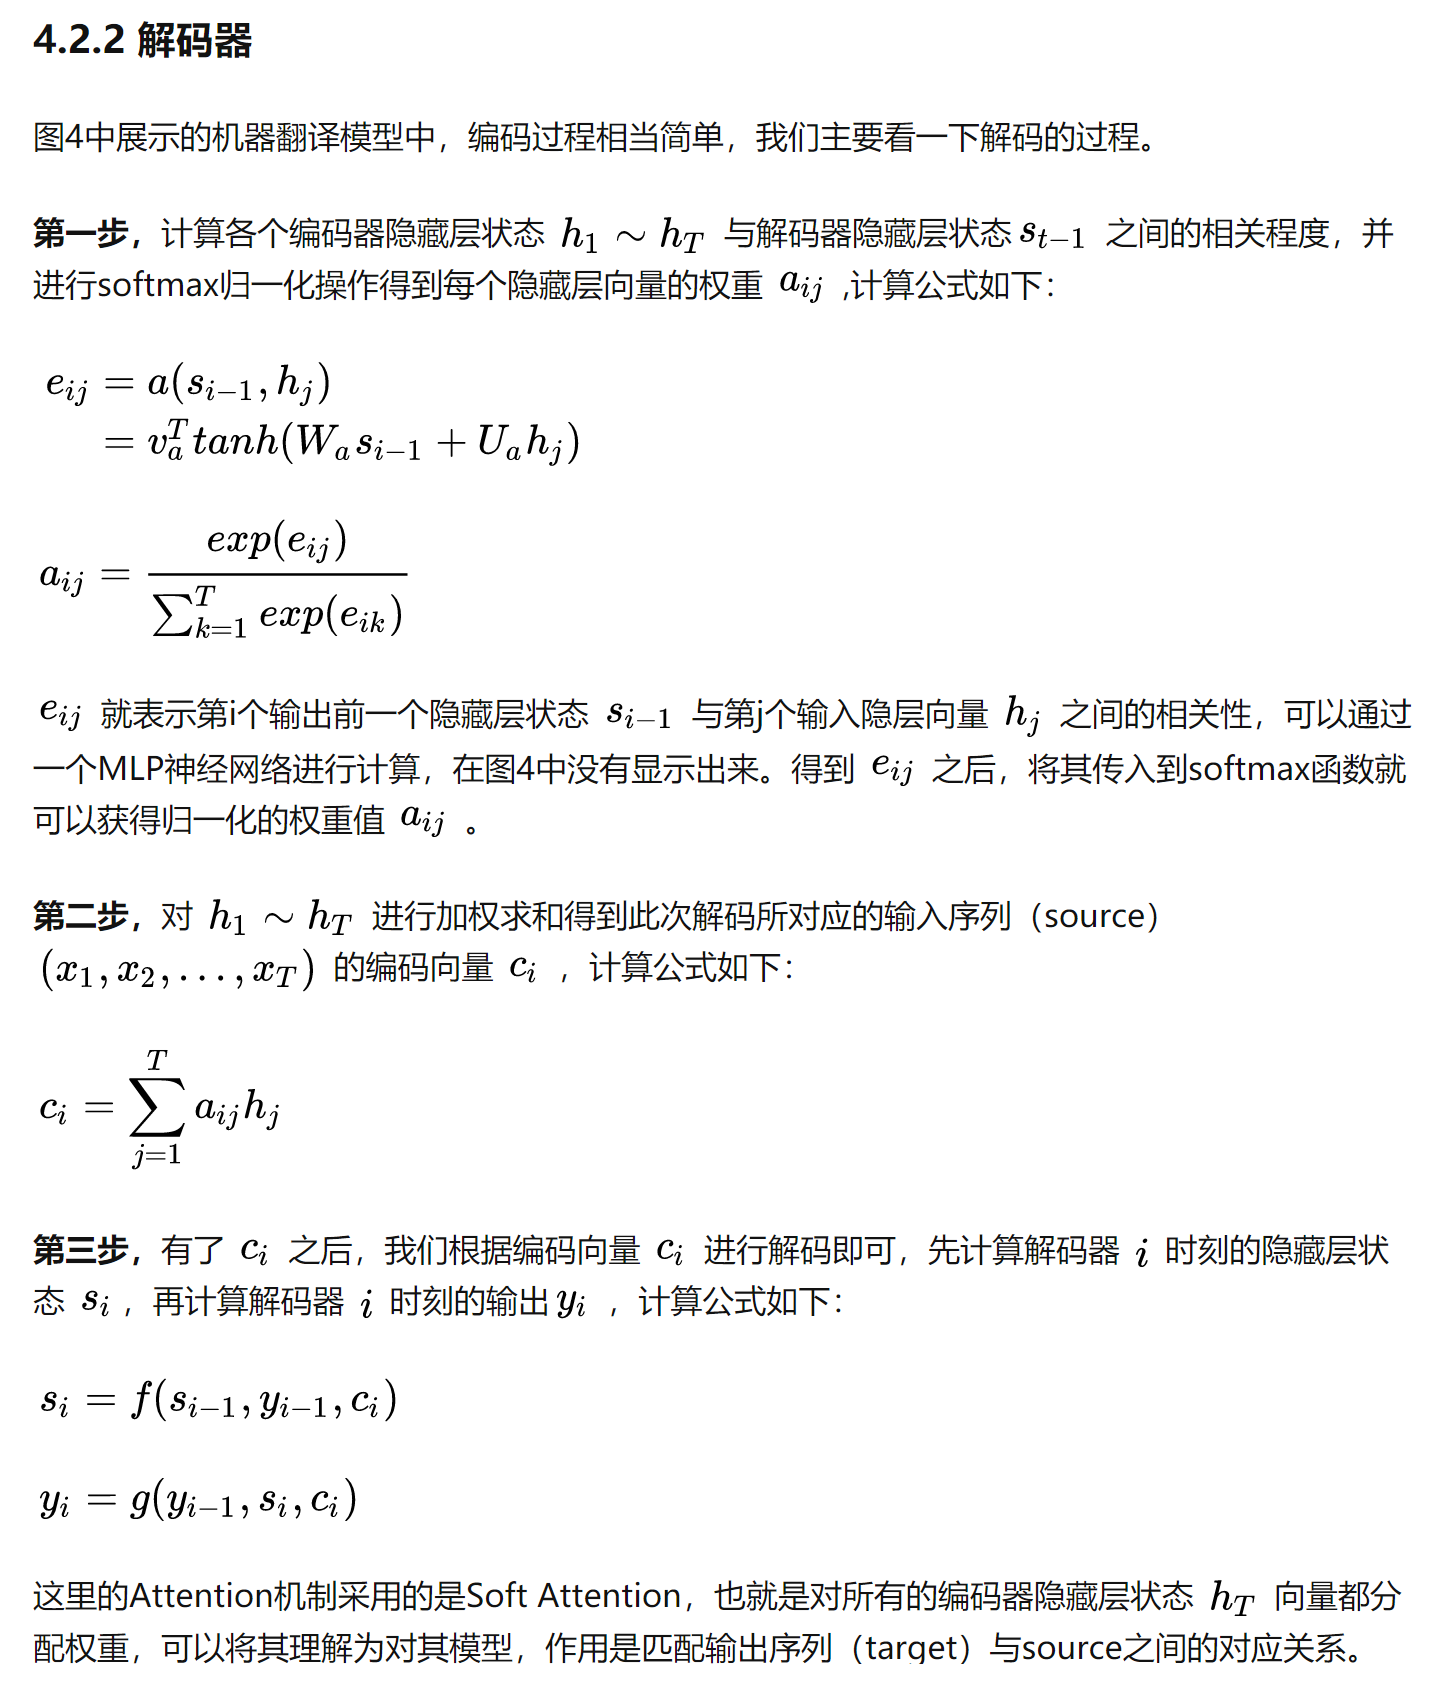 4.2.2 解码器
图4中展示的机器翻译模型中，编码过程相当简单，我们主要看一下解码的过程。
第一步，计算各个编码器隐藏层状态 $h_1 \sim h_T$ 与解码器隐藏层状态 $s_{t-1}$ 之间的相关程度，并
进行softmax归一化操作得到每个隐藏层向量的权重 $a_{ij}$ ,计算公式如下：
$e_{ij} = a(s_{i-1}, h_j)$
$= v_a^T tanh(W_a s_{i-1} + U_a h_j)$
$a_{ij} = \frac{exp(e_{ij})}{\sum_{k=1}^{T} exp(e_{ik})}$
$e_{ij}$ 就表示第i个输出前一个隐藏层状态 $s_{i-1}$ 与第j个输入隐层向量 $h_j$ 之间的相关性，可以通过
一个MLP神经网络进行计算，在图4中没有显示出来。得到 $e_{ij}$ 之后，将其传入到softmax函数就
可以获得归一化的权重值 $a_{ij}$ 。
第二步，对 $h_1 \sim h_T$ 进行加权求和得到此次解码所对应的输入序列（source）
$(x_1, x_2, \ldots, x_T)$ 的编码向量 $c_i$ ，计算公式如下：
$c_i = \sum_{j=1}^{T} a_{ij} h_j$
第三步，有了 $c_i$ 之后，我们根据编码向量 $c_i$ 进行解码即可，先计算解码器 $i$ 时刻的隐藏层状
态 $s_i$ ，再计算解码器 $i$ 时刻的输出 $y_i$ ，计算公式如下：
$s_i = f(s_{i-1}, y_{i-1}, c_i)$
$y_i = g(y_{i-1}, s_i, c_i)$
这里的Attention机制采用的是Soft Attention，也就是对所有的编码器隐藏层状态 $h_T$ 向量都分
配权重，可以将其理解为对其模型，作用是匹配输出序列（target）与source之间的对应关系。